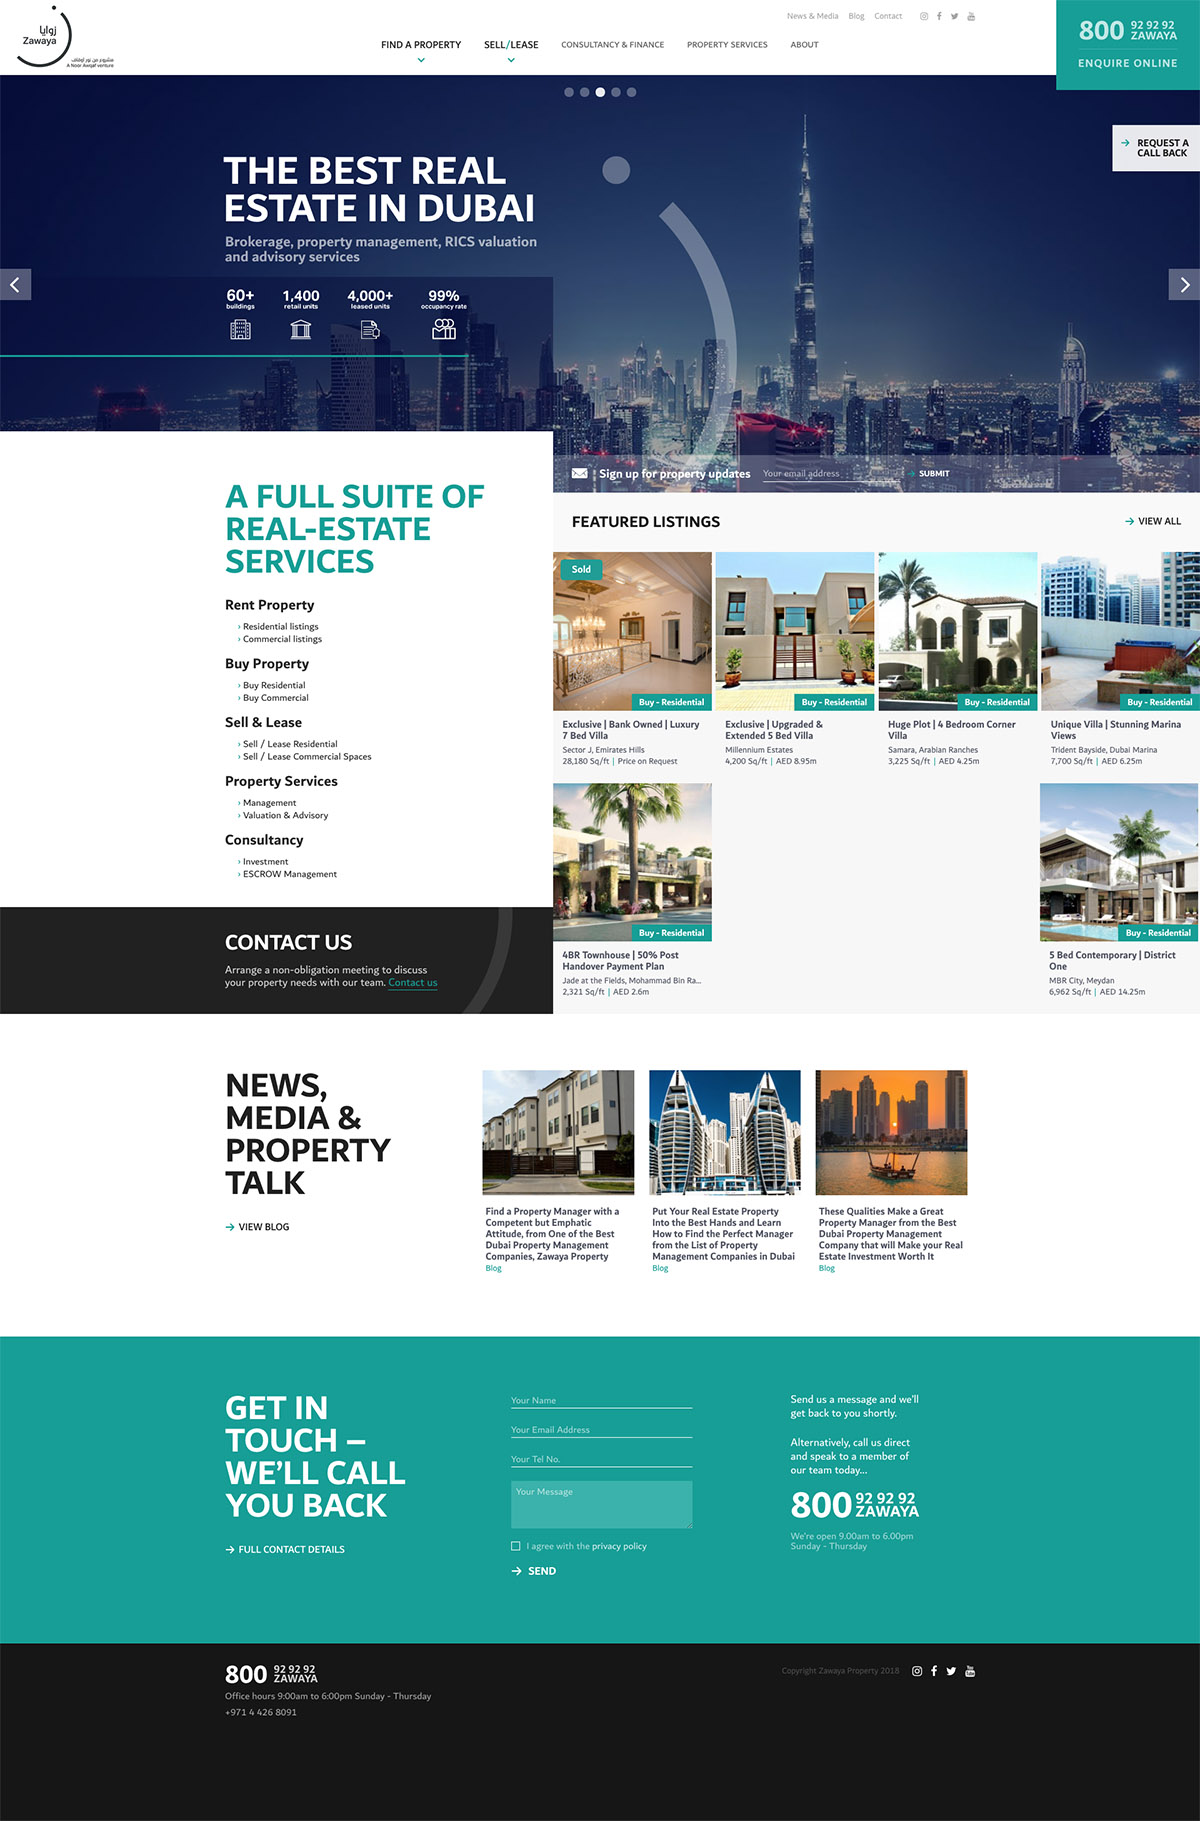 زوايا
Zawaya
مشروع من نور أوقاف
A Noor Awqaf venture
News & Media Blog Contact
FIND A PROPERTY SELL/LEASE CONSULTANCY & FINANCE PROPERTY SERVICES ABOUT
800 92 92 92
ZAWAYA
ENQUIRE ONLINE
REQUEST A
CALL BACK
THE BEST REAL
ESTATE IN DUBAI
Brokerage, property management, RICS valuation
and advisory services
60+ 1,400 4,000+ 99%
buildings retail units leased units occupancy rate
Sign up for property updates Your email address SUBMIT
A FULL SUITE OF
REAL-ESTATE
SERVICES
Rent Property
› Residential listings
› Commercial listings
Buy Property
› Buy Residential
› Buy Commercial
Sell & Lease
› Sell / Lease Residential
› Sell / Lease Commercial Spaces
Property Services
› Management
› Valuation & Advisory
Consultancy
› Investment
› ESCROW Management
CONTACT US
Arrange a non-obligation meeting to discuss
your property needs with our team. Contact us
FEATURED LISTINGS
→ VIEW ALL
Sold
Buy - Residential
Exclusive | Bank Owned | Luxury
7 Bed Villa
Sector J, Emirates Hills
28,180 Sq/ft | Price on Request
Buy - Residential
Exclusive | Upgraded &
Extended 5 Bed Villa
Millennium Estates
4,200 Sq/ft | AED 8.95m
Buy - Residential
Huge Plot | 4 Bedroom Corner
Villa
Samara, Arabian Ranches
3,225 Sq/ft | AED 4.25m
Buy - Residential
Unique Villa | Stunning Marina
Views
Trident Bayside, Dubai Marina
7,700 Sq/ft | AED 6.25m
Buy - Residential
4BR Townhouse | 50% Post
Handover Payment Plan
Jade at the Fields, Mohammad Bin Ra...
2,321 Sq/ft | AED 2.6m
Buy - Residential
5 Bed Contemporary | District
One
MBR City, Meydan
6,962 Sq/ft | AED 14.25m
NEWS,
MEDIA &
PROPERTY
TALK
→ VIEW BLOG
Find a Property Manager with a
Competent but Emphatic
Attitude, from One of the Best
Dubai Property Management
Companies, Zawaya Property
Blog
Put Your Real Estate Property
Into the Best Hands and Learn
How to Find the Perfect Manager
from the List of Property
Management Companies in Dubai
Blog
These Qualities Make a Great
Property Manager from the Best
Dubai Property Management
Company that will Make your Real
Estate Investment Worth It
Blog
GET IN
TOUCH –
WE'LL CALL
YOU BACK
→ FULL CONTACT DETAILS
Your Name
Your Email Address
Your Tel No.
Your Message
I agree with the privacy policy
→ SEND
Send us a message and we'll
get back to you shortly.
Alternatively, call us direct
and speak to a member of
our team today...
800 92 92 92
ZAWAYA
We're open 9.00am to 6.00pm
Sunday - Thursday
800 92 92 92
ZAWAYA
Office hours 9:00am to 6:00pm Sunday - Thursday
+971 4 426 8091
Copyright Zawaya Property 2018